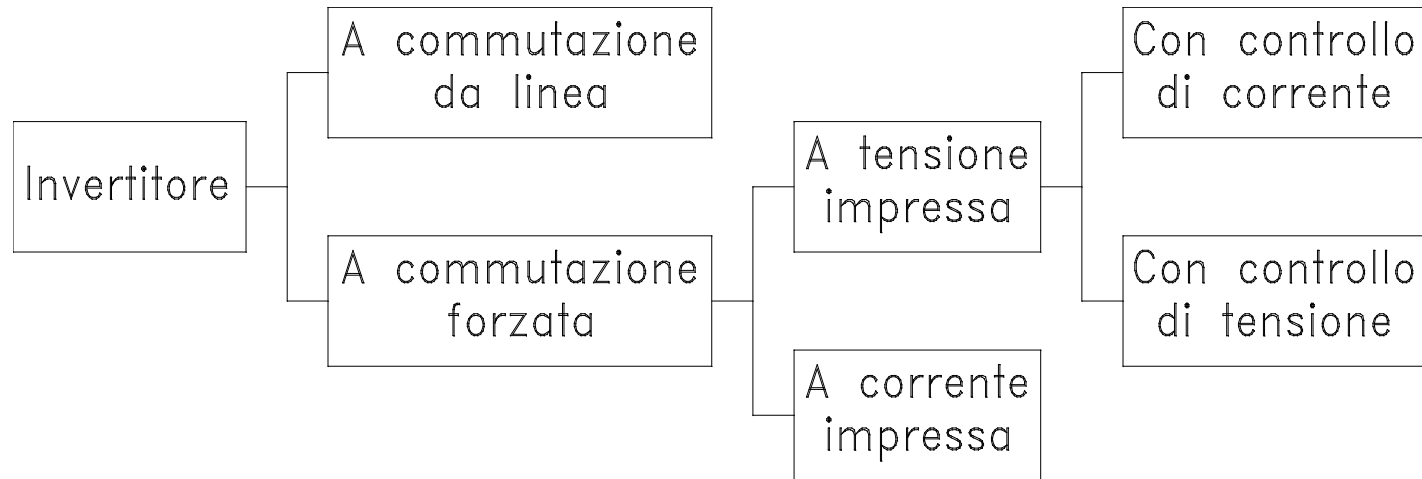 Invertitore
A commutazione
da linea
A commutazione
forzata
A tensione
impressa
A corrente
impressa
Con controllo
di corrente
Con controllo
di tensione